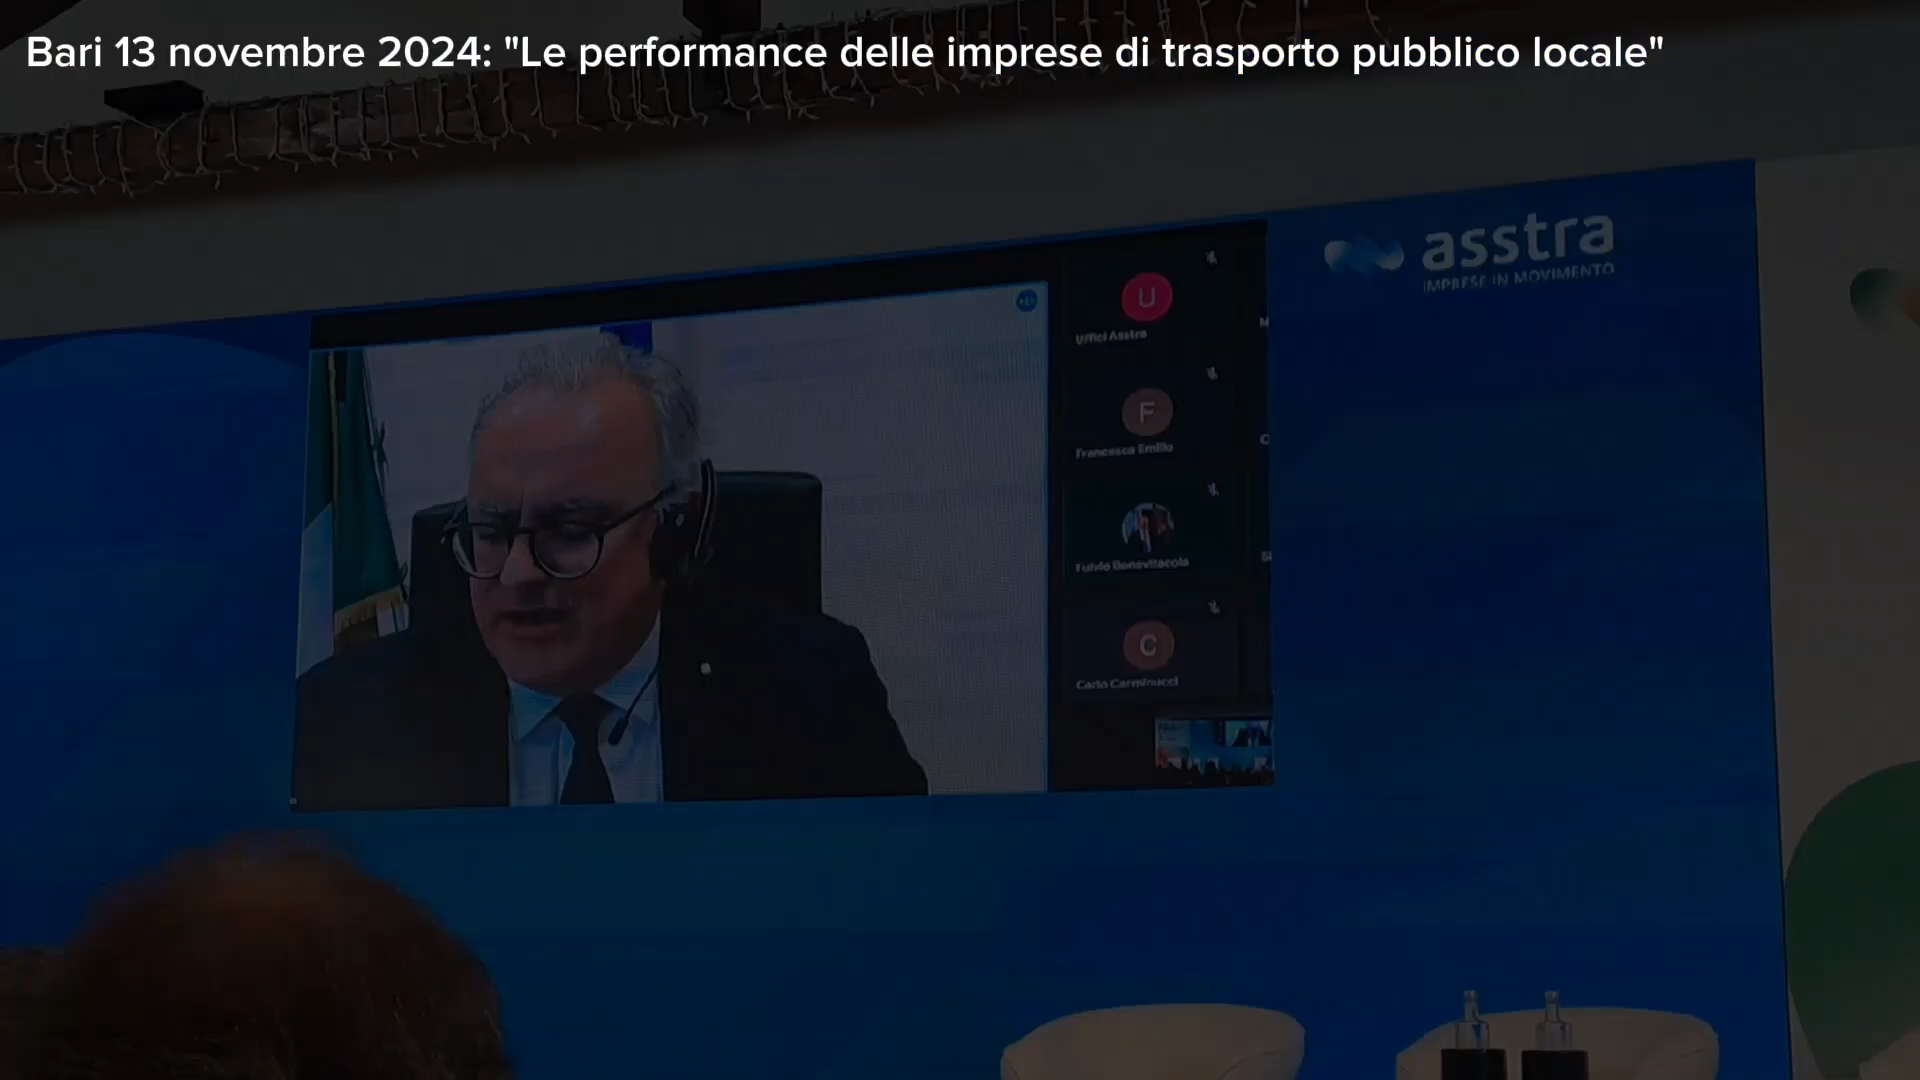 Bari 13 novembre 2024: "Le performance delle imprese di trasporto pubblico locale"
asstra
IMPRESE IN MOVIMENTO
U
Uffici Asstra
F
Francesca Emilio
Fulvio Bonavitacola
C
Carlo Carminucci